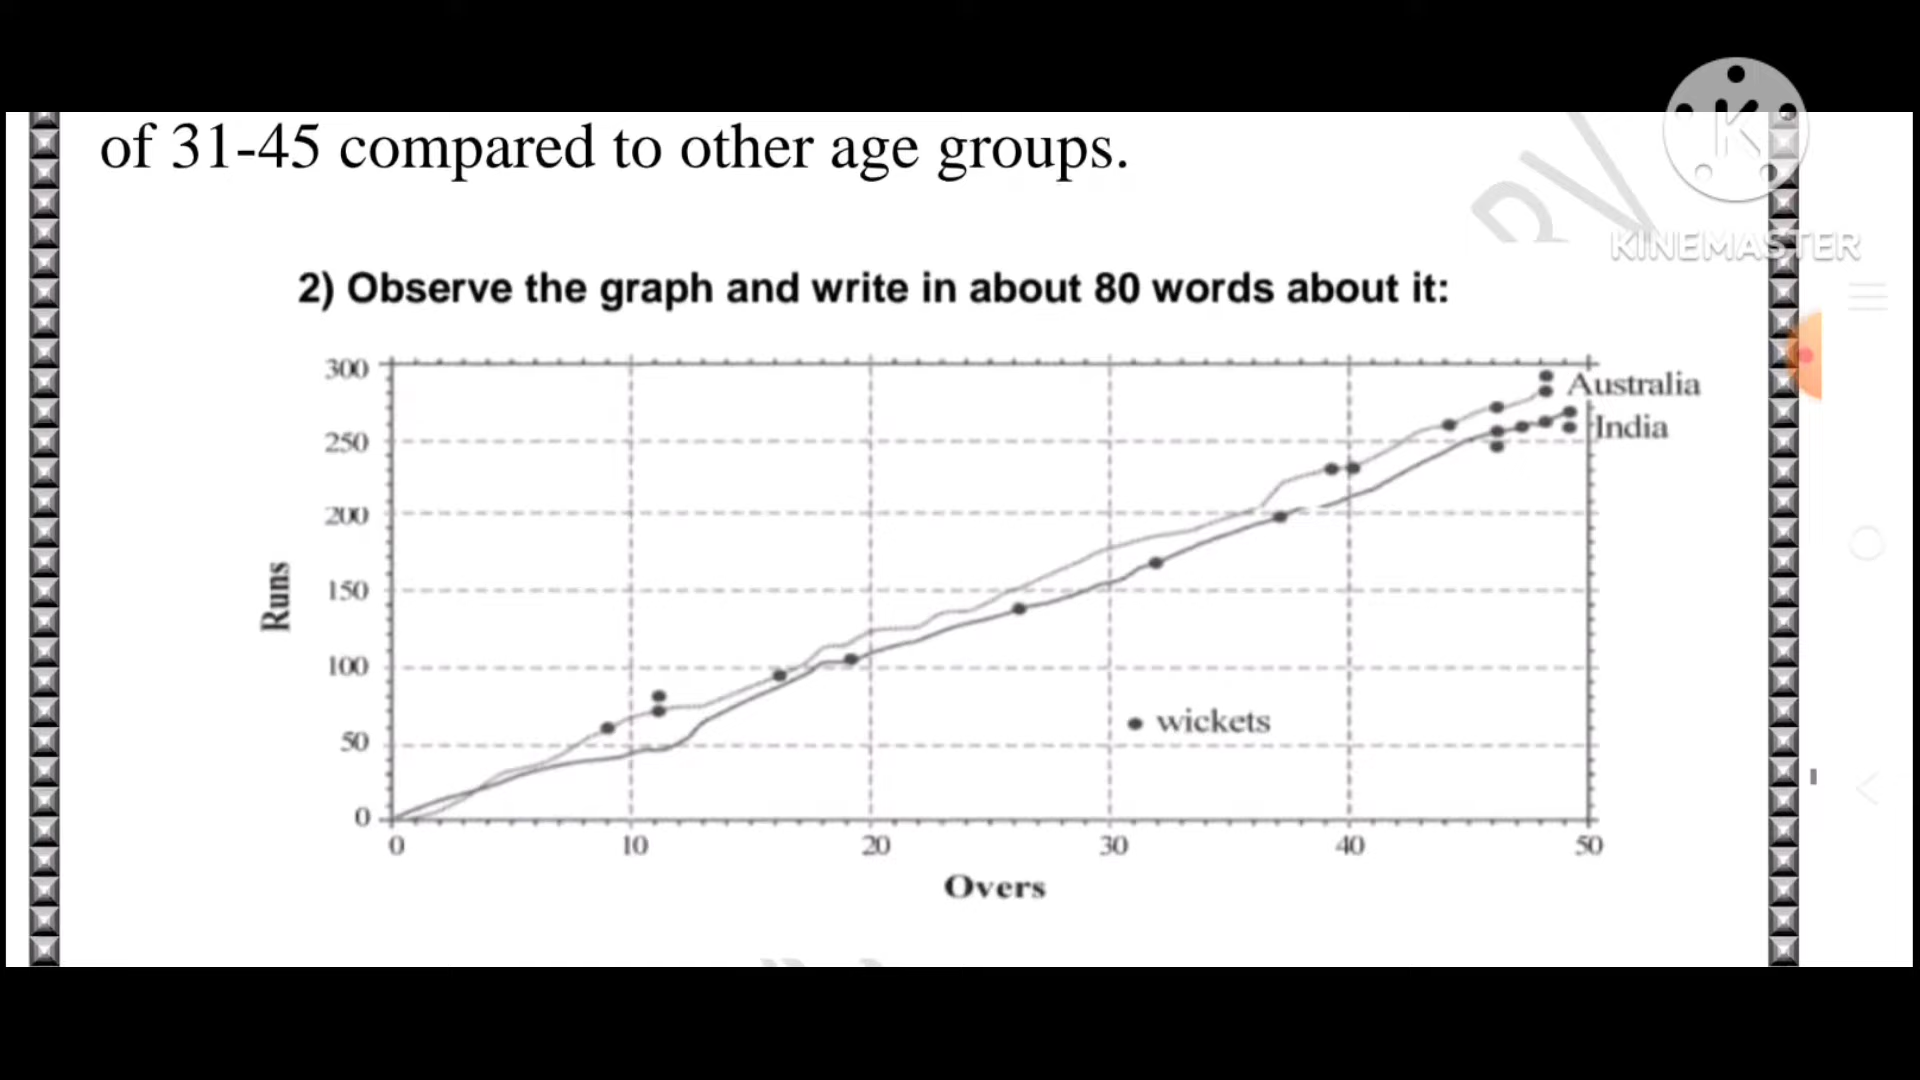 of 31-45 compared to other age groups.
KINEMASTER
2) Observe the graph and write in about 80 words about it:
300
250
200
150
100
50
0
Runs
Australia
India
wickets
0 10 20 30 40 50
Overs